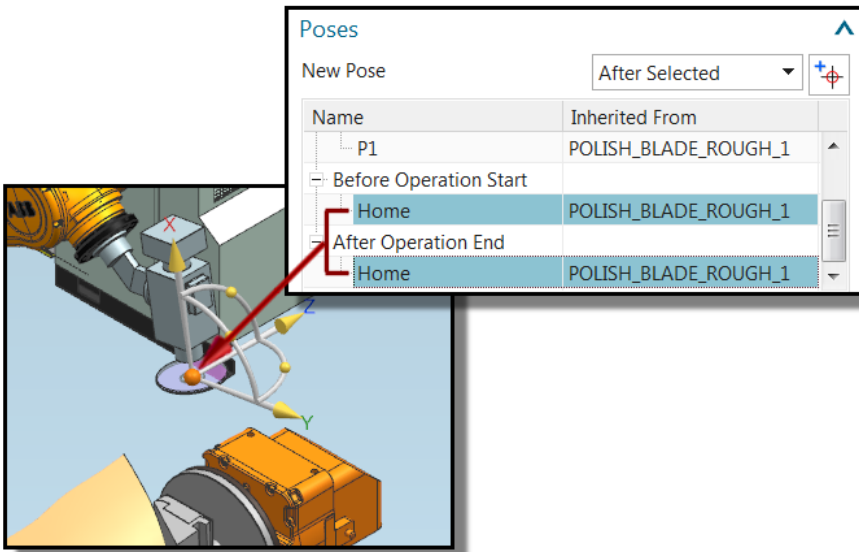 Poses
New Pose After Selected
Name Inherited From
P1 POLISH_BLADE_ROUGH_1
Before Operation Start
Home POLISH_BLADE_ROUGH_1
After Operation End
Home POLISH_BLADE_ROUGH_1
ABB
X
Z
Y